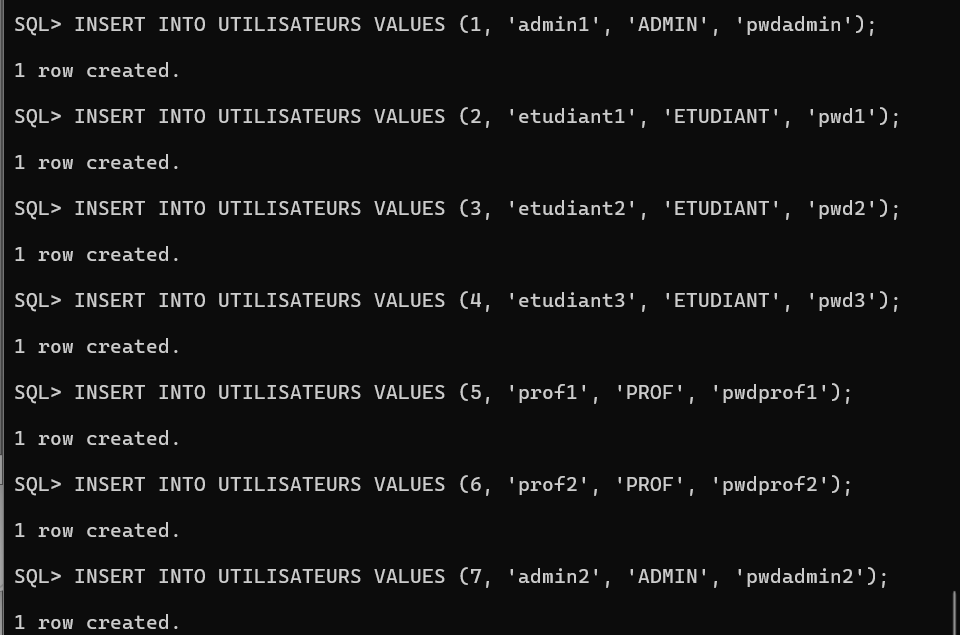 SQL> INSERT INTO UTILISATEURS VALUES (1, 'admin1', 'ADMIN', 'pwdadmin');
1 row created.
SQL> INSERT INTO UTILISATEURS VALUES (2, 'etudiant1', 'ETUDIANT', 'pwd1');
1 row created.
SQL> INSERT INTO UTILISATEURS VALUES (3, 'etudiant2', 'ETUDIANT', 'pwd2');
1 row created.
SQL> INSERT INTO UTILISATEURS VALUES (4, 'etudiant3', 'ETUDIANT', 'pwd3');
1 row created.
SQL> INSERT INTO UTILISATEURS VALUES (5, 'prof1', 'PROF', 'pwdprof1');
1 row created.
SQL> INSERT INTO UTILISATEURS VALUES (6, 'prof2', 'PROF', 'pwdprof2');
1 row created.
SQL> INSERT INTO UTILISATEURS VALUES (7, 'admin2', 'ADMIN', 'pwdadmin2');
1 row created.